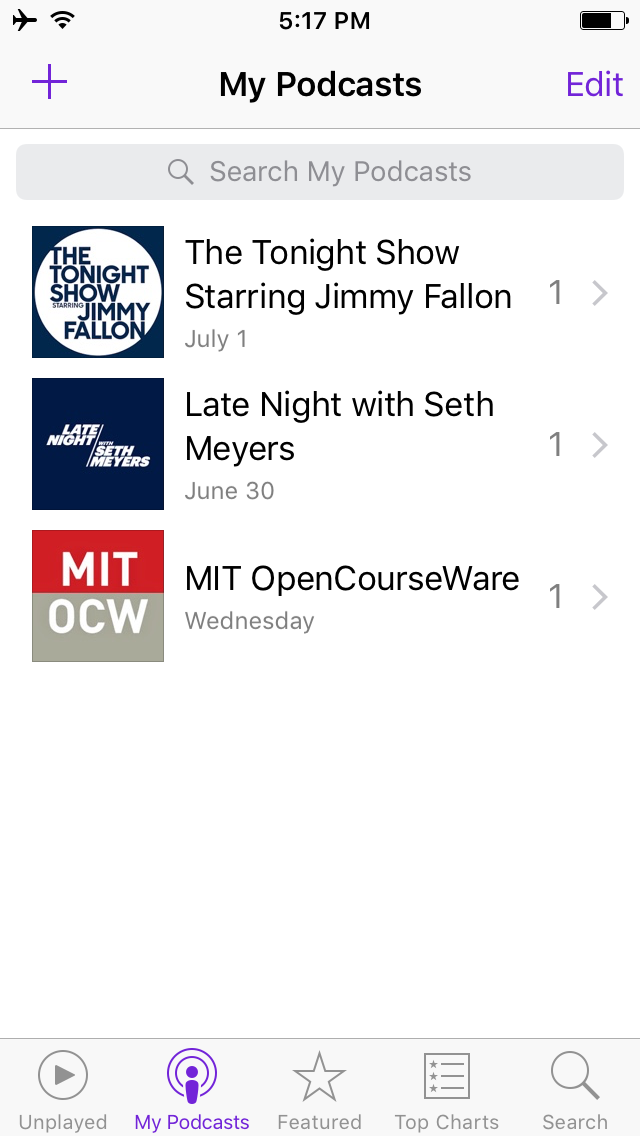 5:17 PM
My Podcasts
Edit
Search My Podcasts
THE
TONIGHT
SHOW
STARRING
JIMMY
FALLON
The Tonight Show
Starring Jimmy Fallon
1
July 1
LATE
NIGHT
WITH
SETH
MEYERS
Late Night with Seth
Meyers
1
June 30
MIT
OCW
MIT OpenCourseWare
1
Wednesday
Unplayed
My Podcasts
Featured
Top Charts
Search